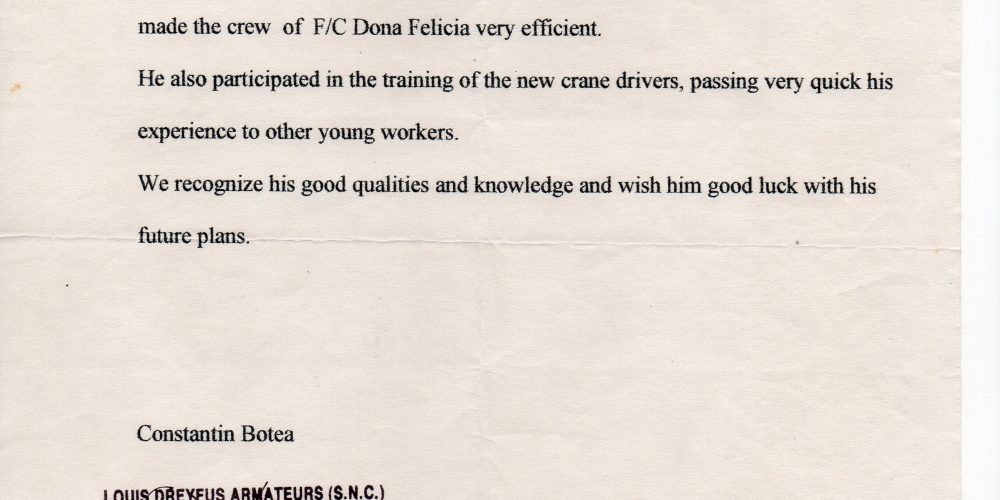 made the crew of F/C Dona Felicia very efficient.
He also participated in the training of the new crane drivers, passing very quick his
experience to other young workers.
We recognize his good qualities and knowledge and wish him good luck with his
future plans.
Constantin Botea
LOUIS DREYFUS ARMATEURS (S.N.C.)